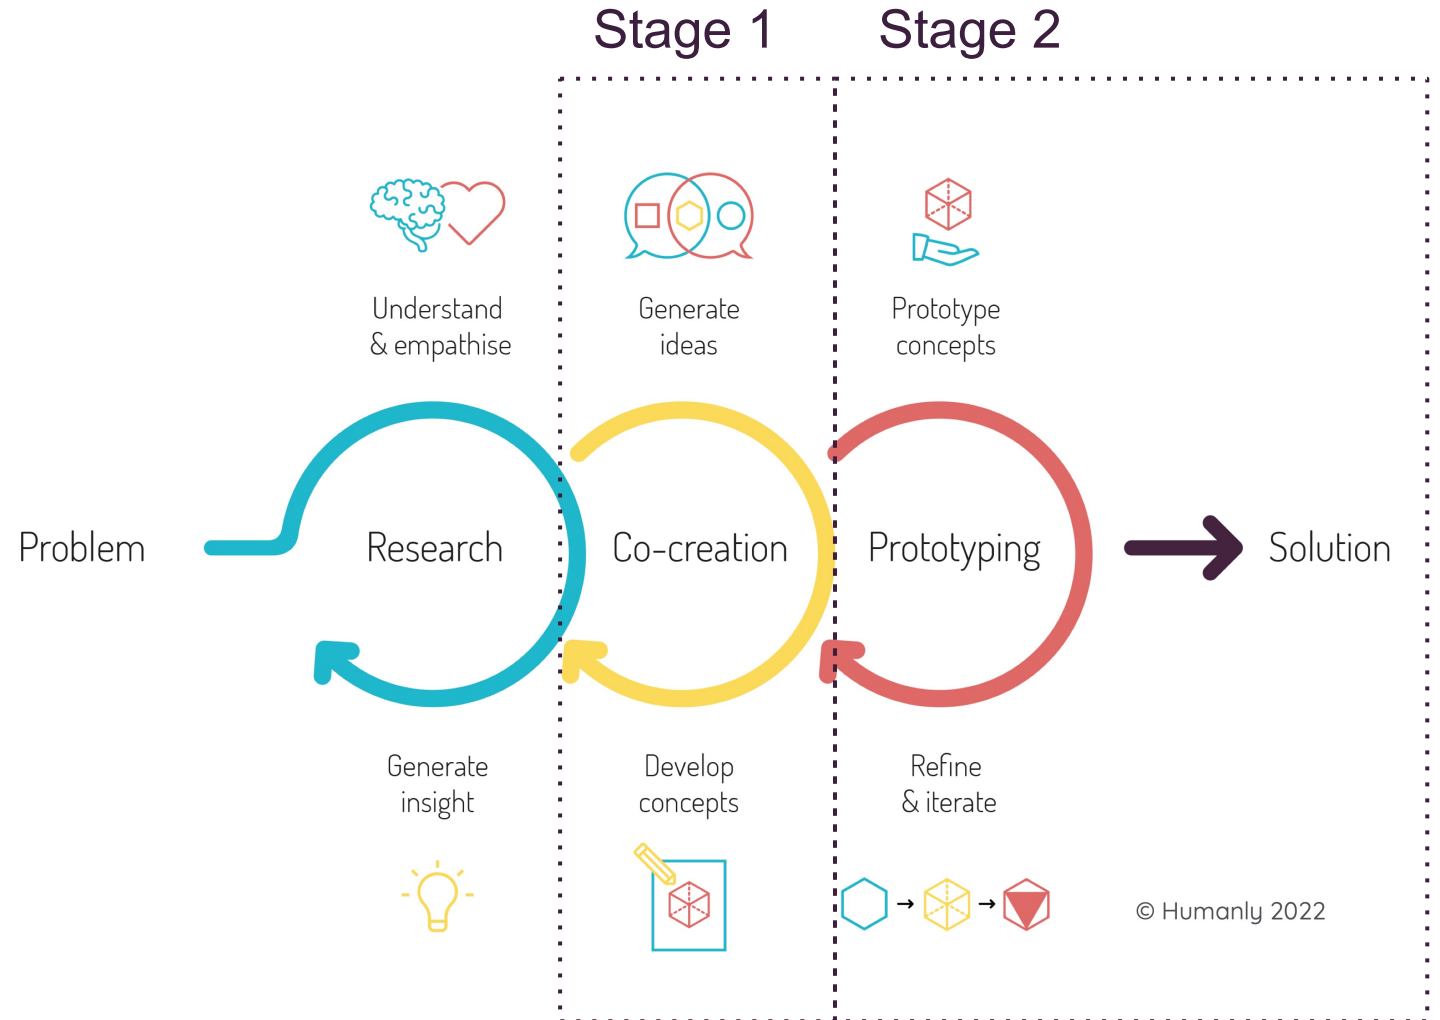 Stage 1
Stage 2
Understand
& empathise
Generate
ideas
Prototype
concepts
Problem
Research
Co-creation
Prototyping
Solution
Generate
insight
Develop
concepts
Refine
& iterate
© Humanly 2022